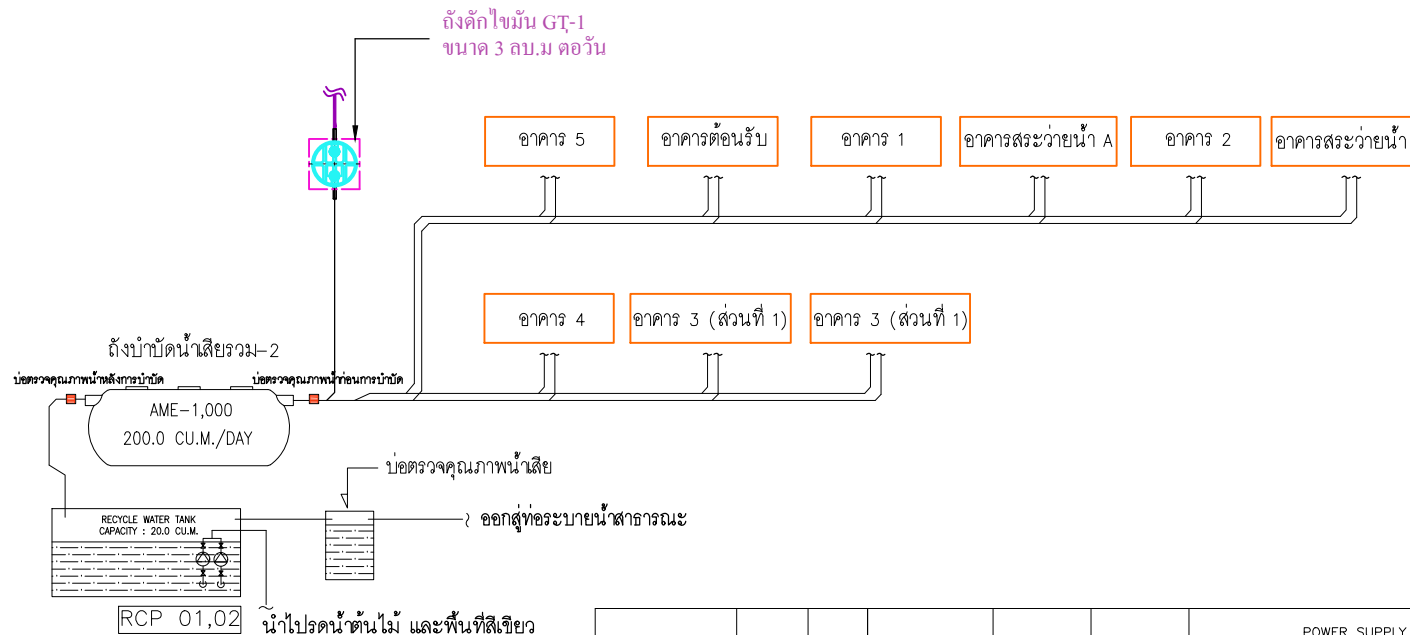 ถังดักไขมัน GT-1
ขนาด 3 ลบ.ม ตอวัน
อาคาร 5
อาคารต้อนรับ
อาคาร 1
อาคารสระว่ายน้ำ A
อาคาร 2
อาคารสระว่ายน้ำ
อาคาร 4
อาคาร 3 (ส่วนที่ 1)
อาคาร 3 (ส่วนที่ 1)
ถังบำบัดน้ำเสียรวม-2
บ่อตรวจคุณภาพน้ำหลังการบำบัด
บ่อตรวจคุณภาพน้ำก่อนการบำบัด
AME-1,000
200.0 CU.M./DAY
บ่อตรวจคุณภาพน้ำเสีย
RECYCLE WATER TANK
CAPACITY : 20.0 CU.M.
ออกสู่ท่อระบายน้ำสาธารณะ
RCP 01,02
นำไปรดน้ำต้นไม้ และพื้นที่สีเขียว
POWER SUPPLY